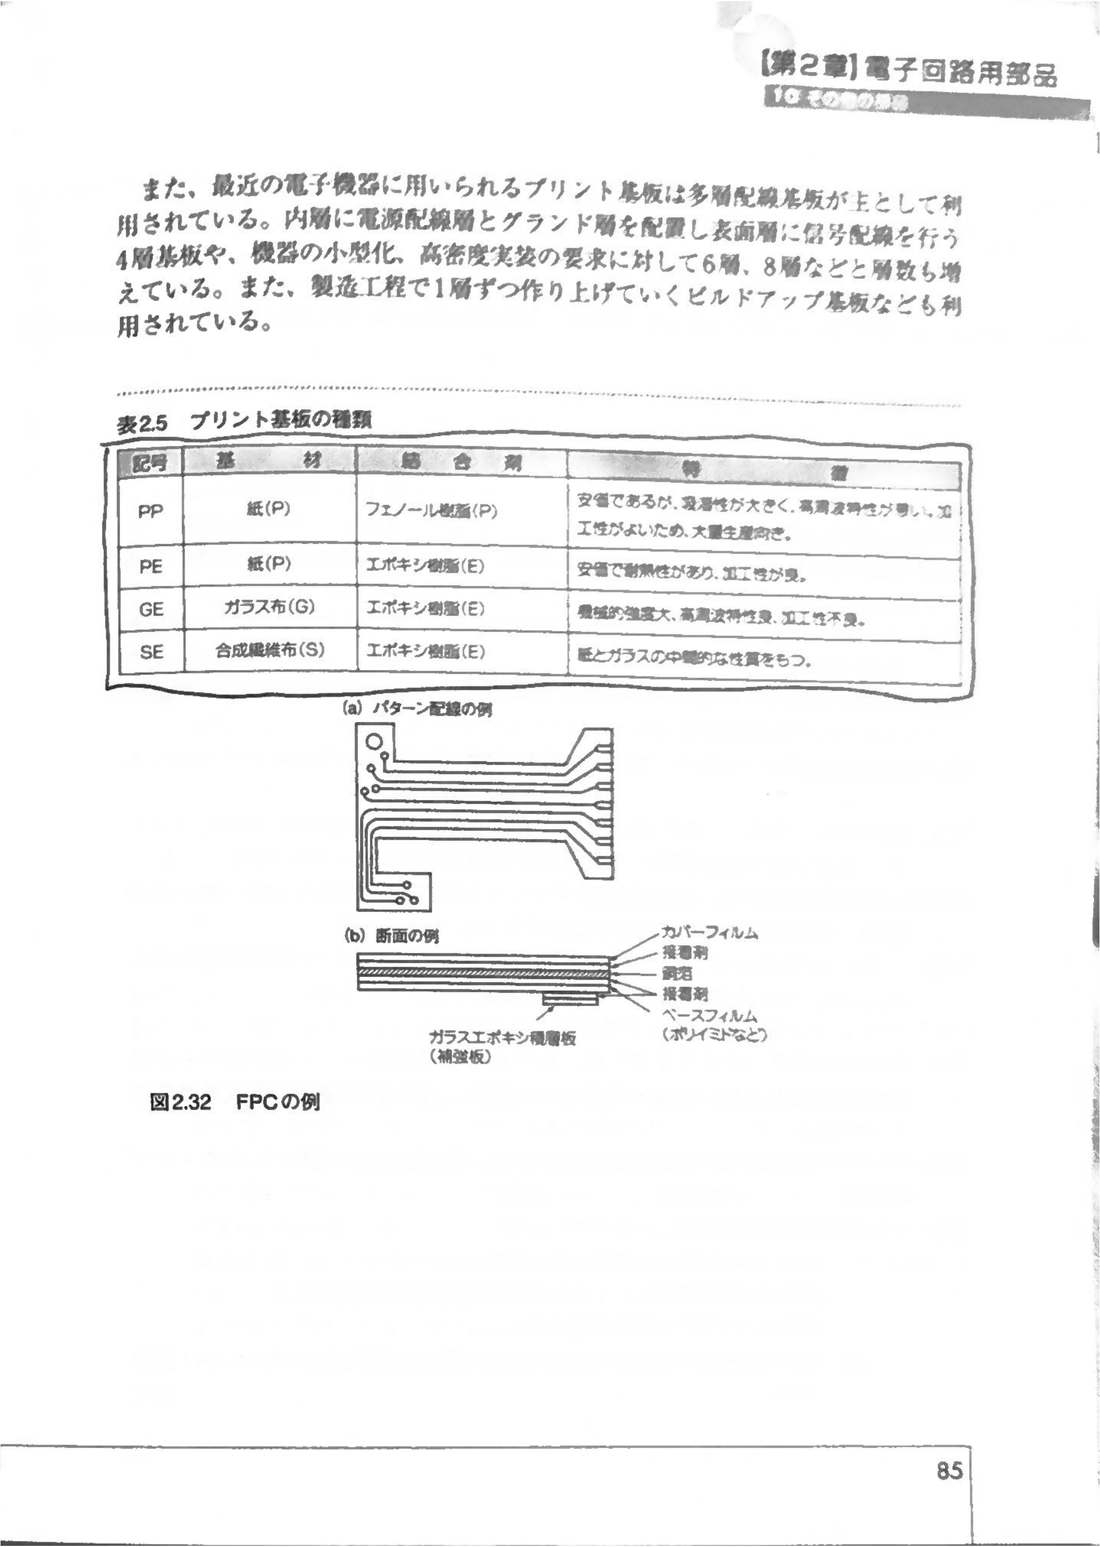 【第2章】電子回路用部品
10 その他の部品
また、最近の電子機器に用いられるプリント基板は多層配線基板が主として利
用されている。内層に電源配線層とグランド層を配置し表面層に信号配線を行う
4層基板や、機器の小型化、高密度実装の要求に対して6層、8層などと層数も増
えている。また、製造工程で1層ずつ作り上げていくビルドアップ基板なども利
用されている。
表2.5 プリント基板の種類
記号 基材 結合剤 特徴
PP 紙(P) フェノール樹脂(P) 安価であるが、吸湿性が大きく、高周波特性が悪い。加
工性がよいため、大量生産向き。
PE 紙(P) エポキシ樹脂(E) 安価で耐熱性があり、加工性が良。
GE ガラス布(G) エポキシ樹脂(E) 機械的強度大、高周波特性良、加工性不良。
SE 合成繊維布(S) エポキシ樹脂(E) 紙とガラスの中間的な性質をもつ。
(a) パターン配線の例
(b) 断面の例
カバーフィルム
接着剤
銅箔
接着剤
ベースフィルム
(ポリイミドなど)
ガラスエポキシ積層板
(補強板)
図2.32 FPCの例
85